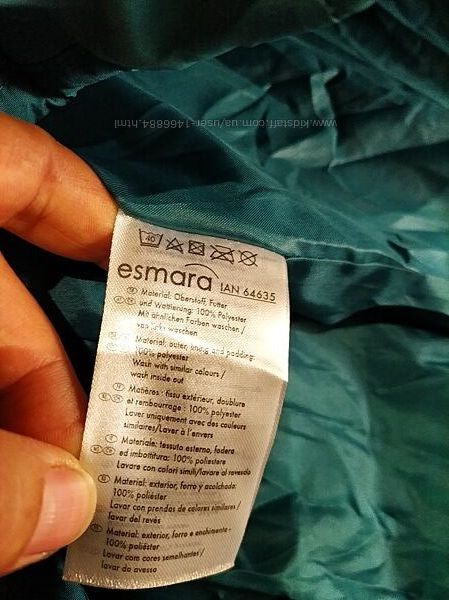 www.kidstaff.com.ua/user-1466884.html
40
esmara IAN 64635
Material: Oberstoff, Futter
und Wattierung: 100% Polyester
Mit ähnlichen Farben waschen /
von links waschen
Material: outer, lining and padding:
100% polyester
Wash with similar colours /
wash inside out
Matières : tissu extérieur, doublure
et rembourrage : 100% polyester
Laver uniquement avec des couleurs
similaires/Laver à l'envers
Materiale: tessuto esterno, fodera
ed imbottitura: 100% poliestere
Lavare con colori simili/lavare al rovescio
Material: exterior, forro y acolchado:
100% poliéster
Lavar con prendas de colores similares /
lavar del revés
Material: exterior, forro e enchimento -
100% poliéster
Lavar com cores semelhantes/
lavar do avesso